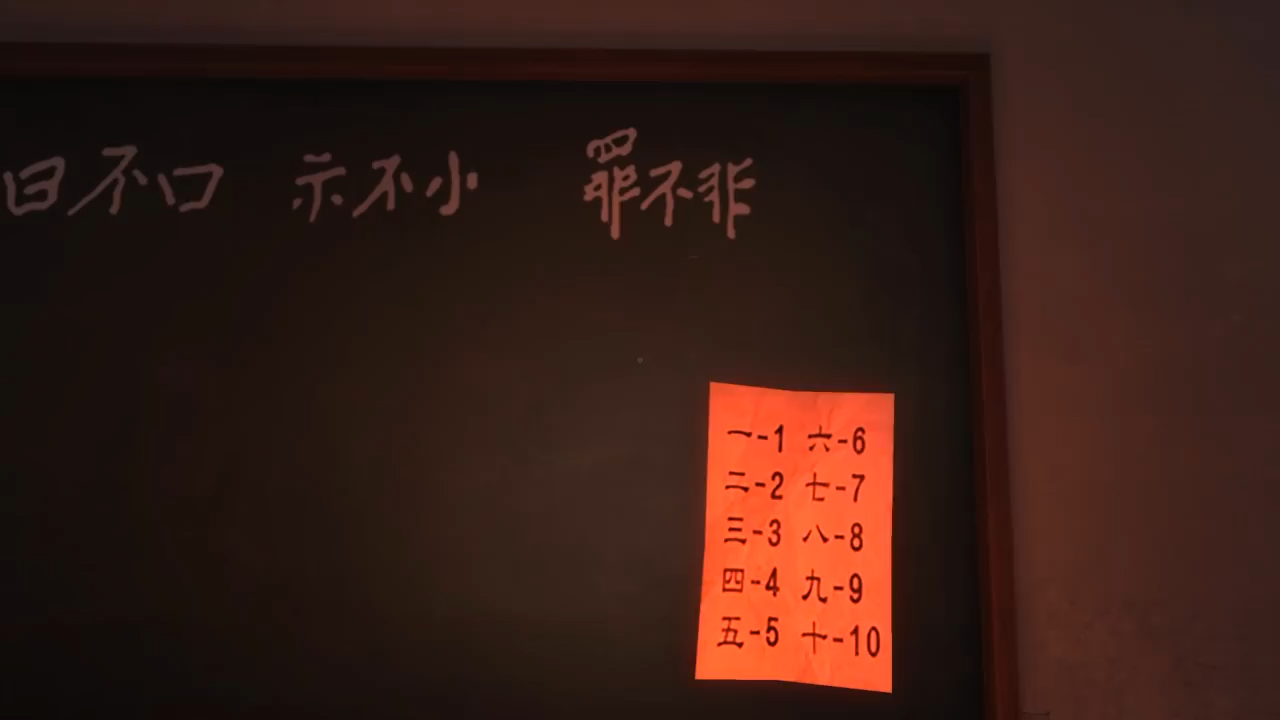 日不口 示不小 罪不非
一-1 六-6
二-2 七-7
三-3 八-8
四-4 九-9
五-5 十-10